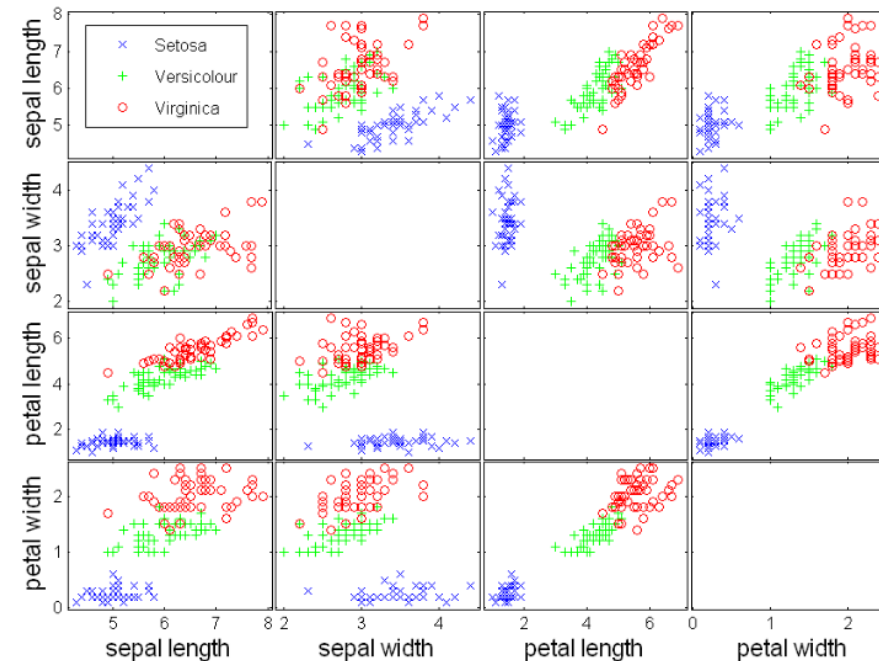 8
7
6
5
sepal length
Setosa
Versicolour
Virginica
4
3
2
sepal width
6
4
2
petal length
2
1
0
petal width
5 6 7 8 2 3 4 2 4 6 0 1 2
sepal length sepal width petal length petal width